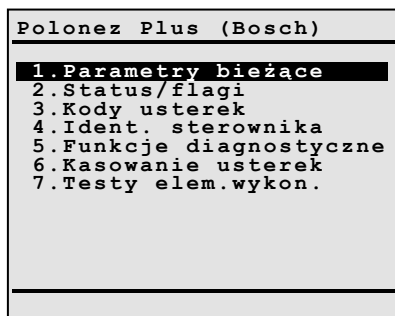 Polonez Plus (Bosch)
1.Parametry bieżące
2.Status/flagi
3.Kody usterek
4.Ident. sterownika
5.Funkcje diagnostyczne
6.Kasowanie usterek
7.Testy elem.wykon.